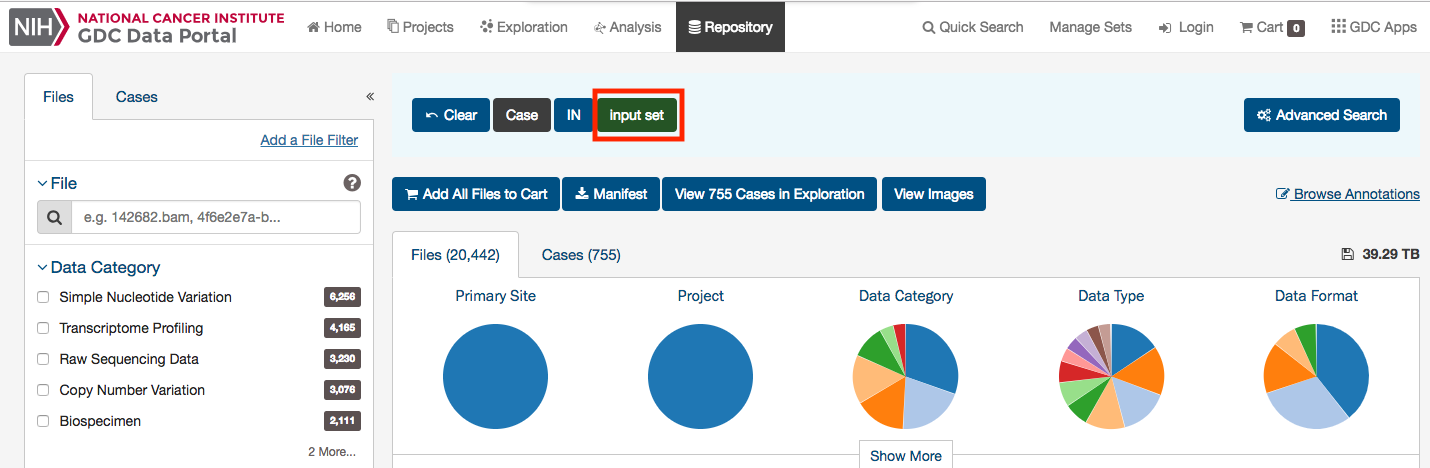 NIH NATIONAL CANCER INSTITUTE
GDC Data Portal
Home Projects Exploration Analysis Repository Quick Search Manage Sets Login Cart 0 GDC Apps
Files Cases «
Add a File Filter
File ?
e.g. 142682.bam, 4f6e2e7a-b...
Data Category
Simple Nucleotide Variation 6,256
Transcriptome Profiling 4,165
Raw Sequencing Data 3,230
Copy Number Variation 3,076
Biospecimen 2,111
2 More...
Clear Case IN input set Advanced Search
Add All Files to Cart Manifest View 755 Cases in Exploration View Images Browse Annotations
Files (20,442) Cases (755) 39.29 TB
Primary Site Project Data Category Data Type Data Format
Show More